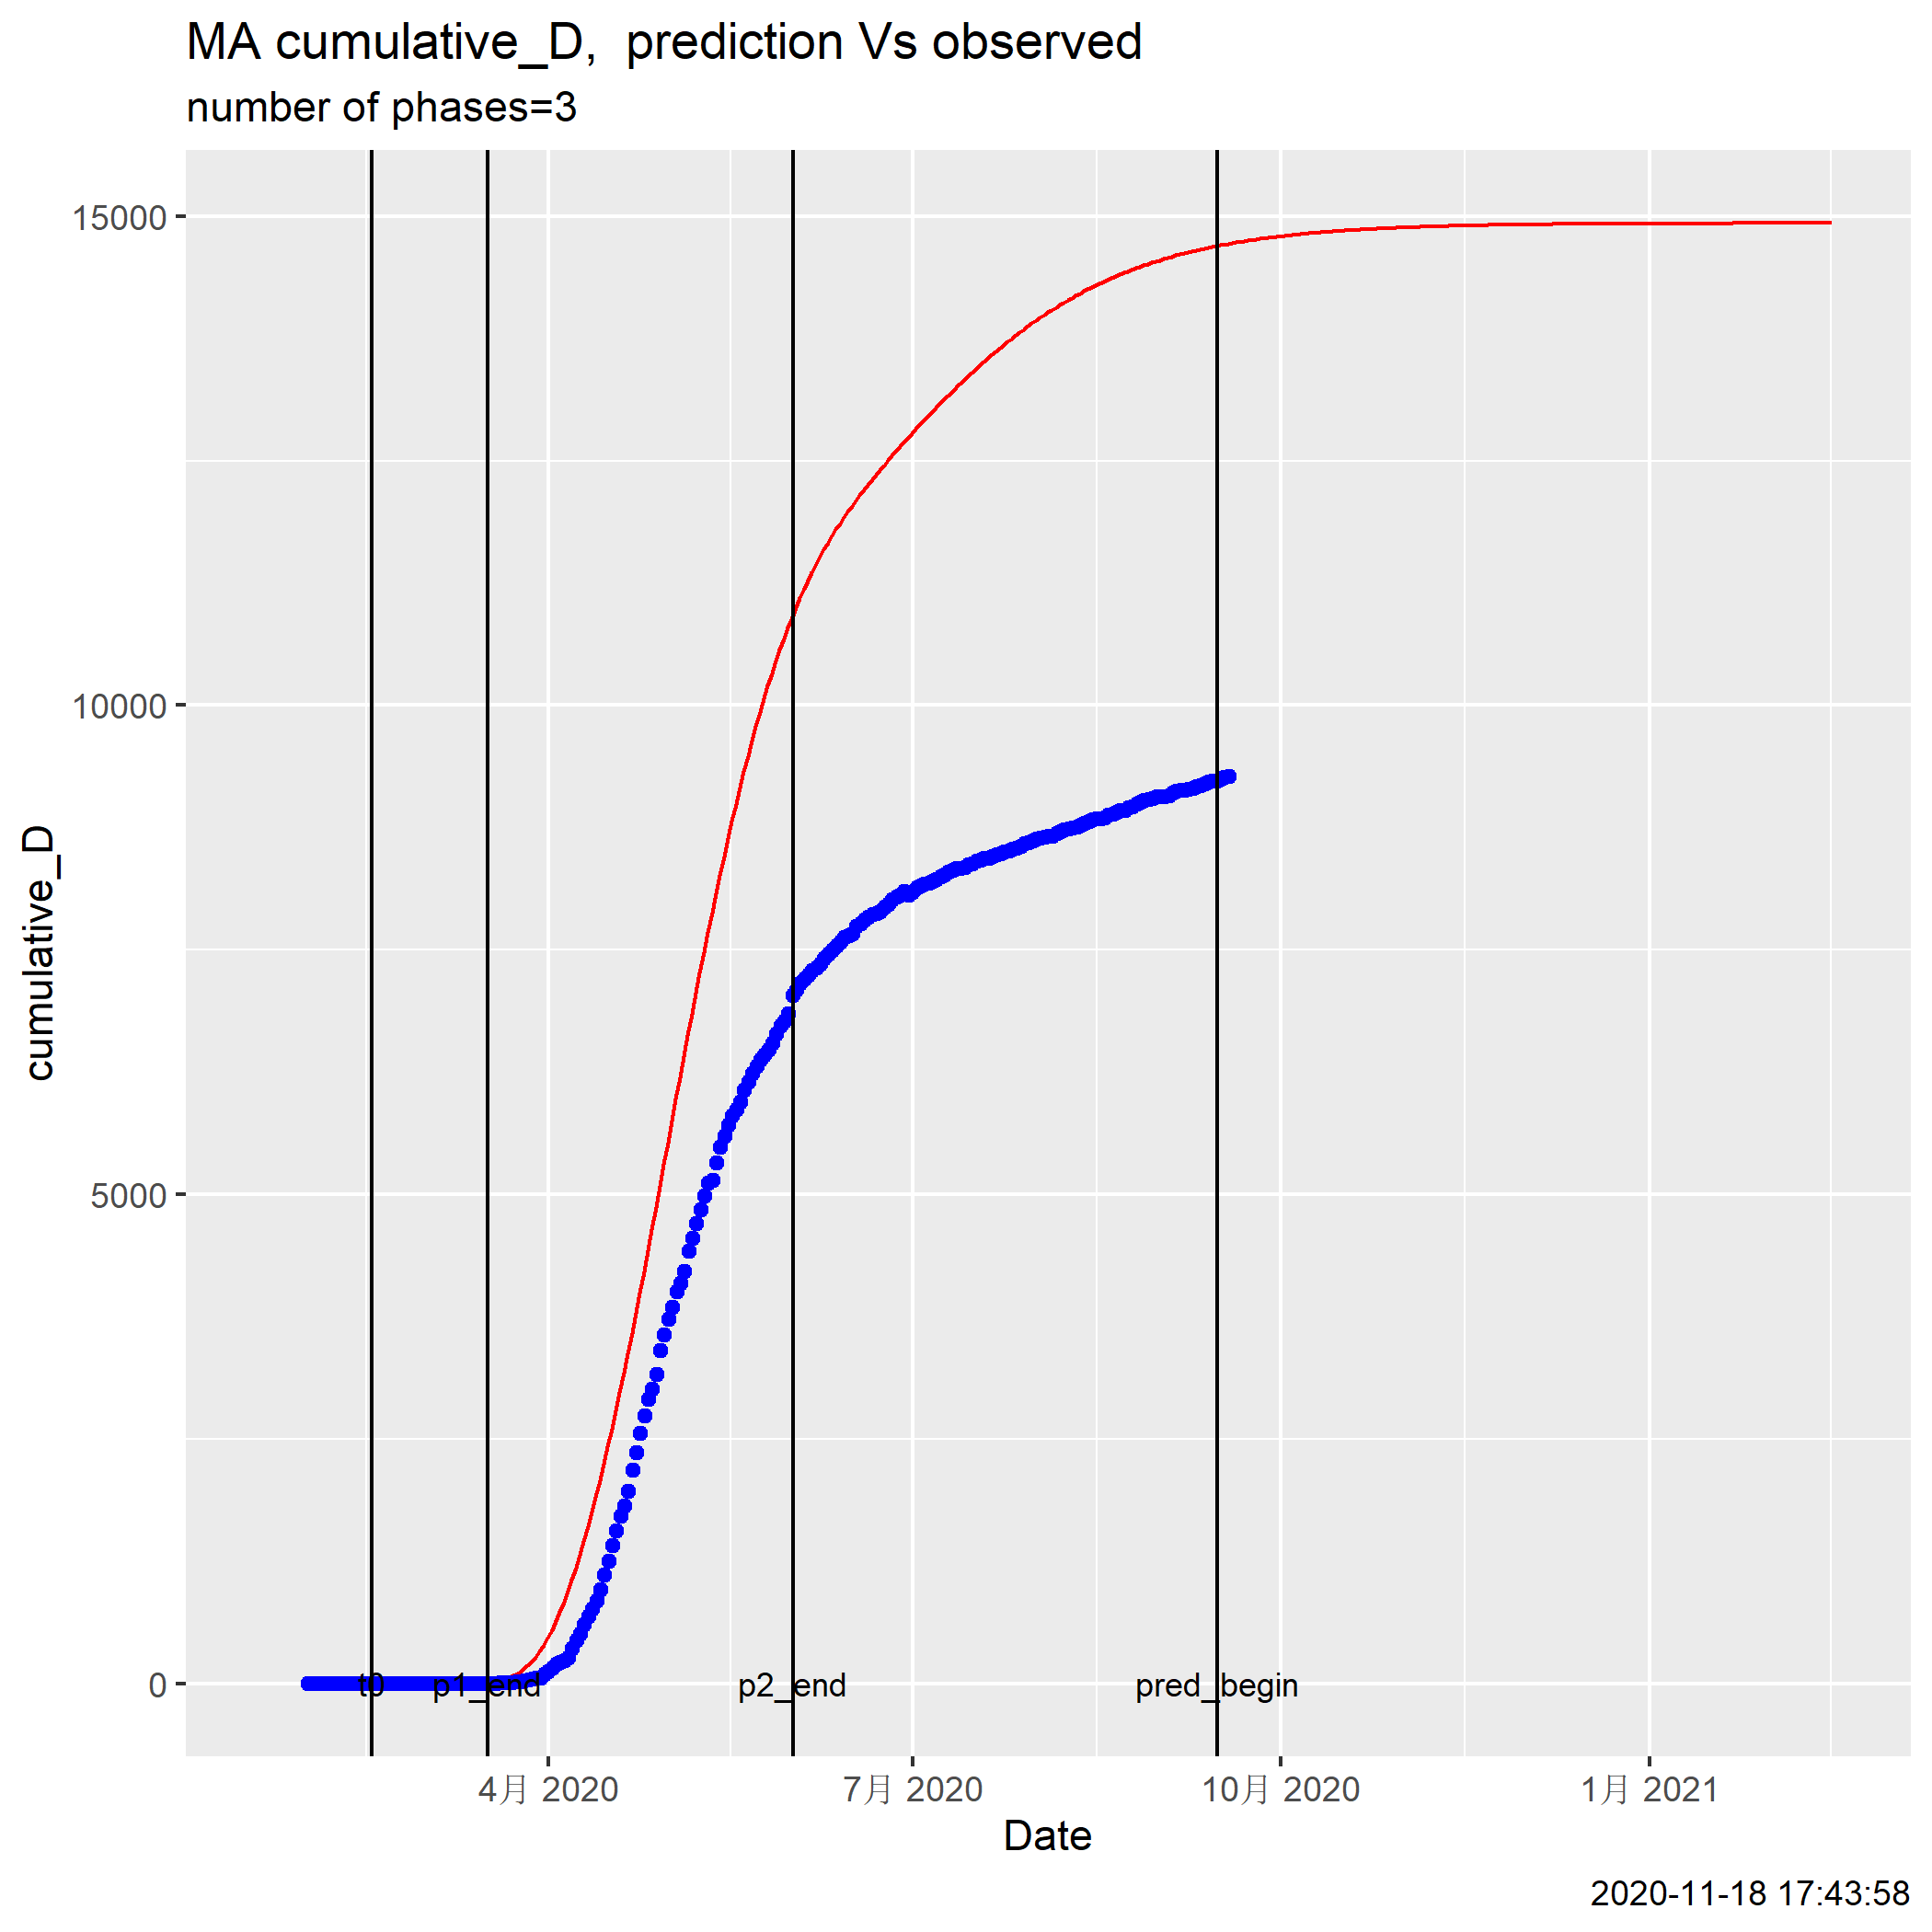 MA cumulative_D,  prediction Vs observed
number of phases=3
15000
10000
5000
0
cumulative_D
t0
p1_end
p2_end
pred_begin
4月 2020
7月 2020
10月 2020
1月 2021
Date
2020-11-18 17:43:58